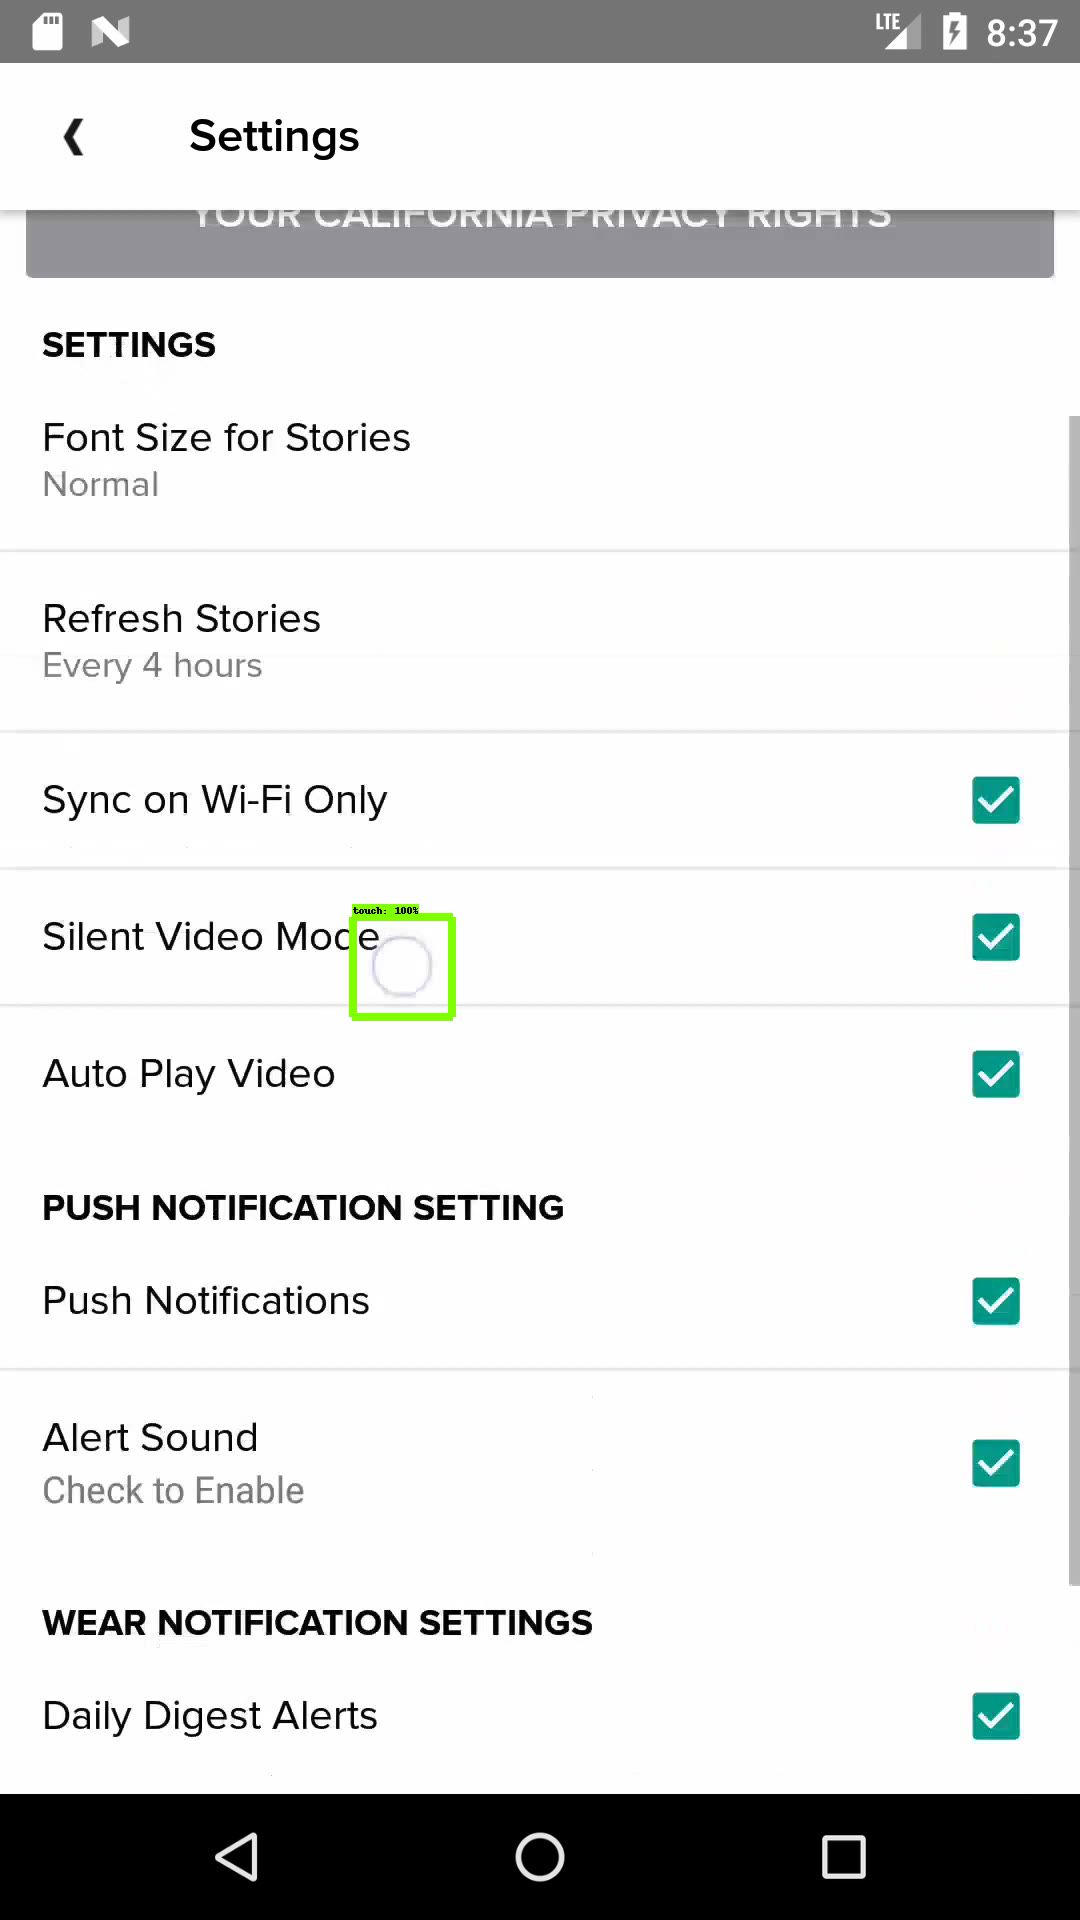 LTE 8:37
Settings
YOUR CALIFORNIA PRIVACY RIGHTS
SETTINGS
Font Size for Stories
Normal
Refresh Stories
Every 4 hours
Sync on Wi-Fi Only
touch: 100%
Silent Video Mode
Auto Play Video
PUSH NOTIFICATION SETTING
Push Notifications
Alert Sound
Check to Enable
WEAR NOTIFICATION SETTINGS
Daily Digest Alerts